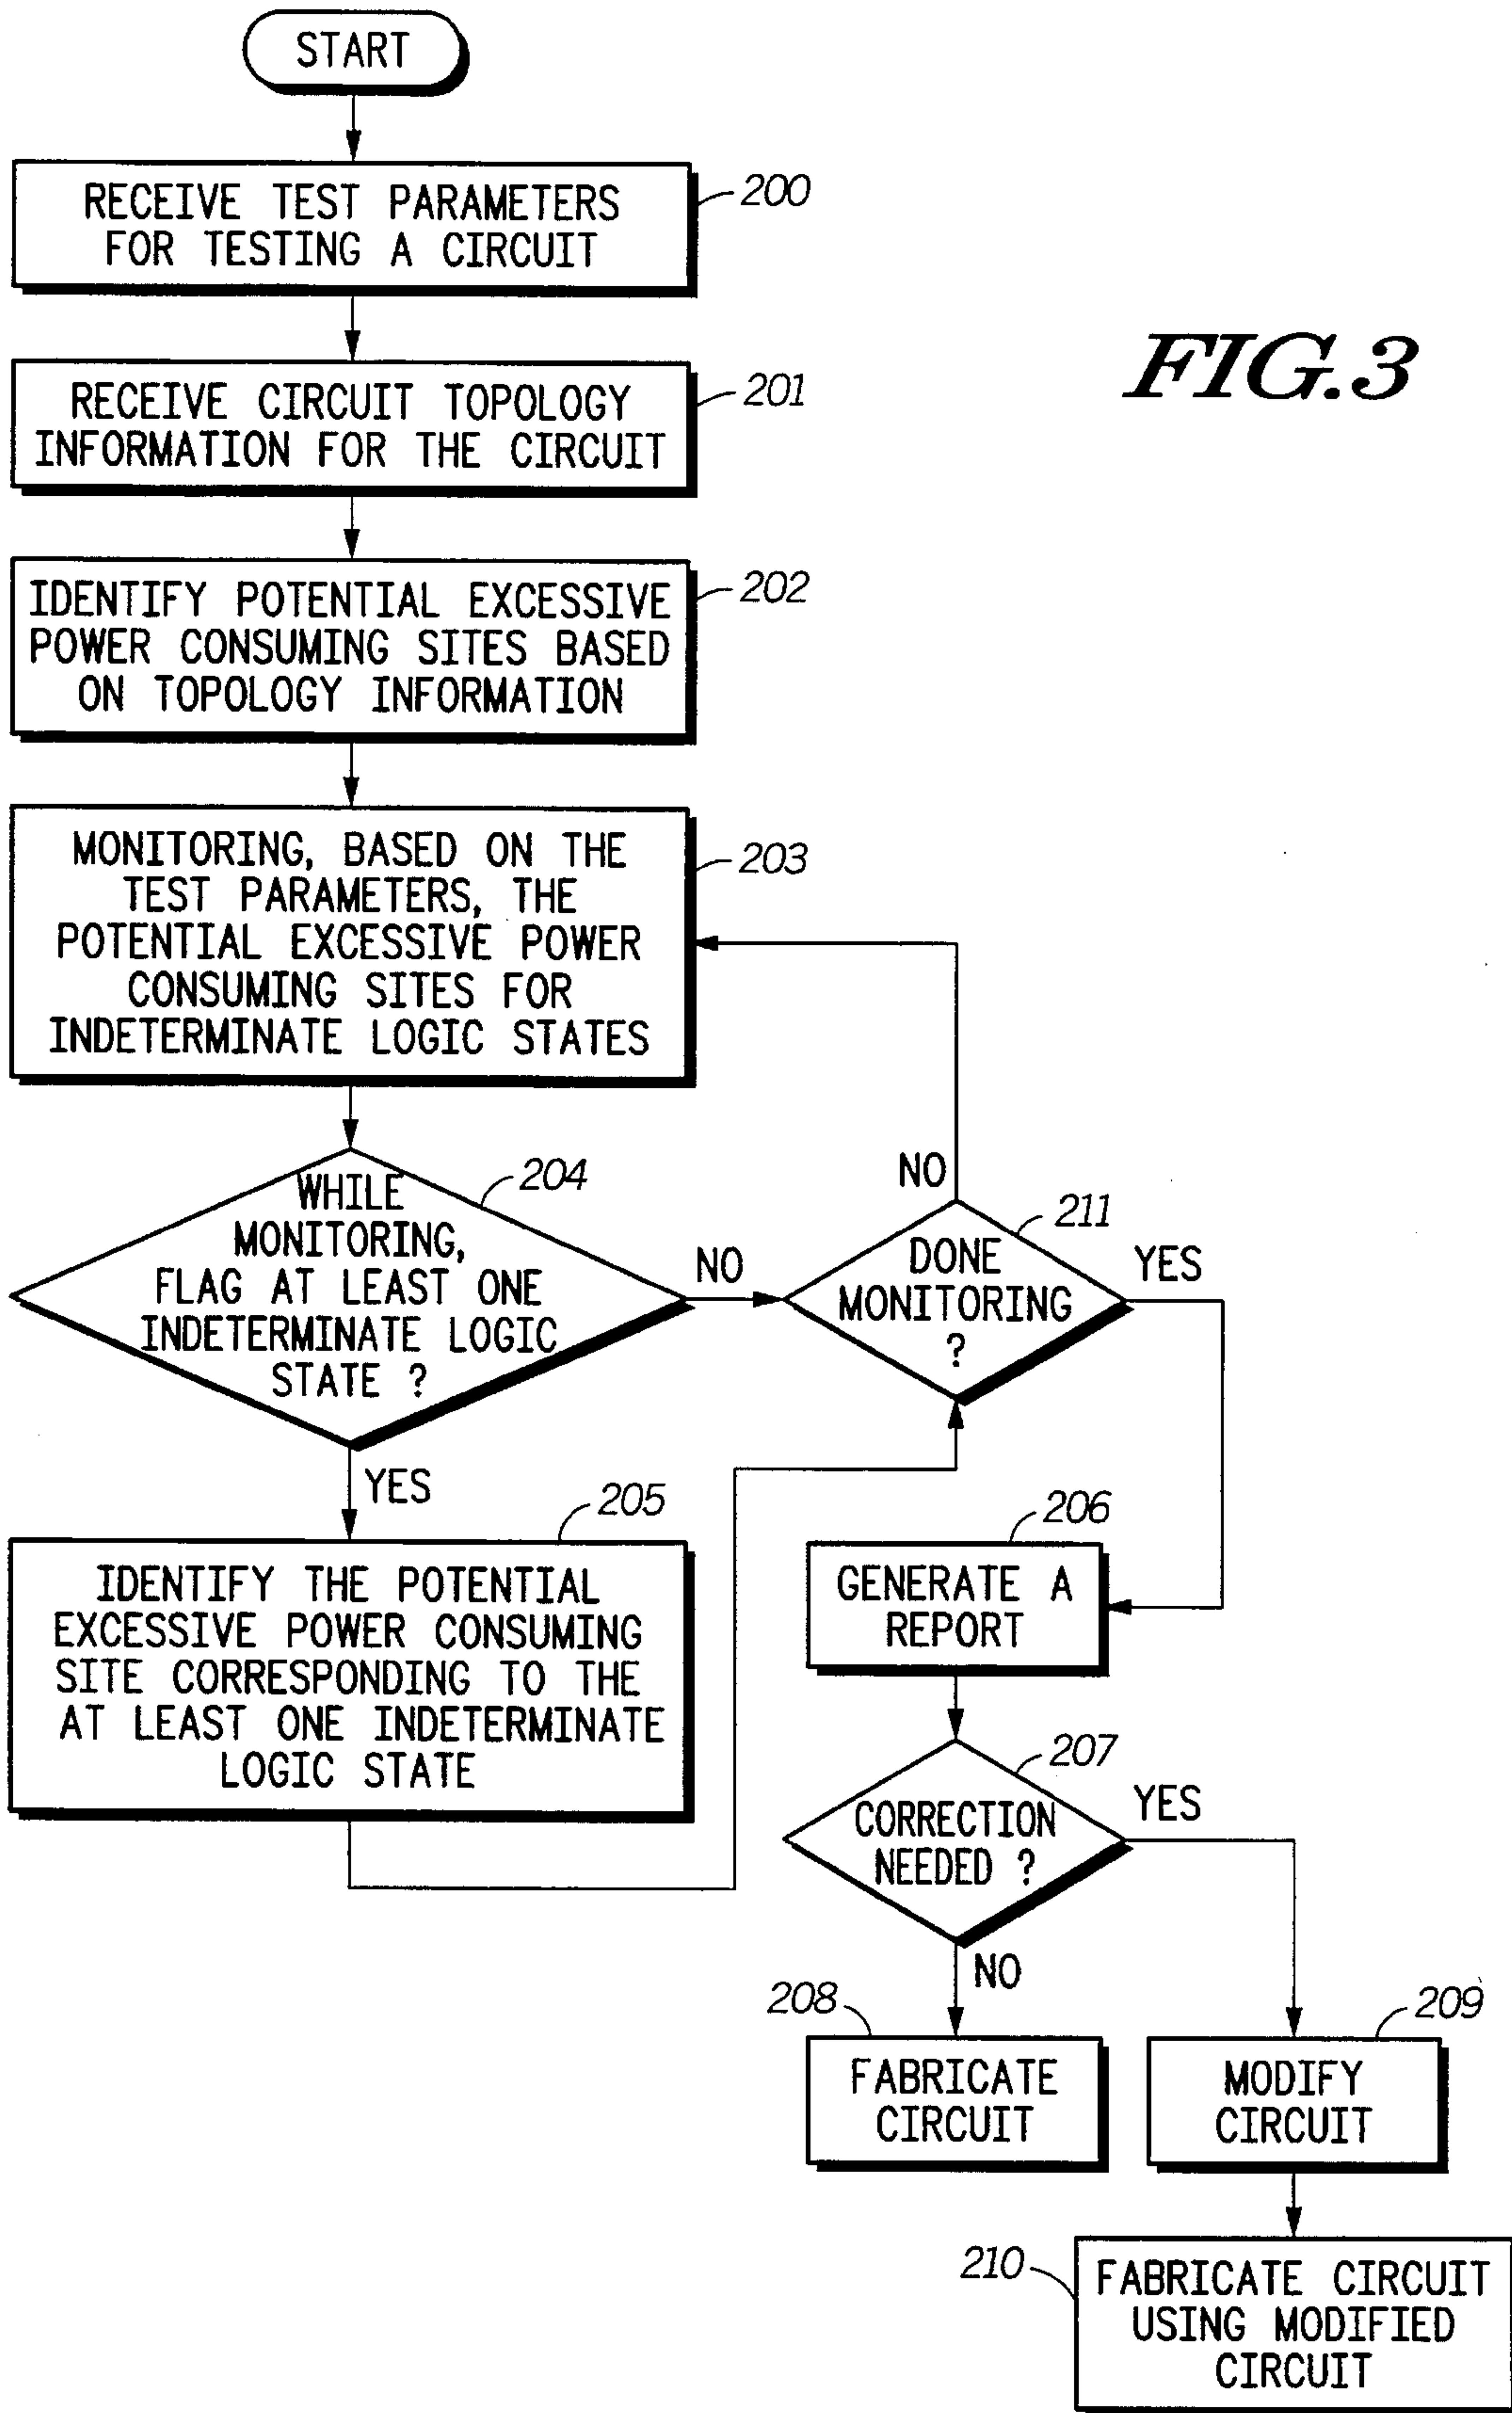 START
RECEIVE TEST PARAMETERS
FOR TESTING A CIRCUIT
200
RECEIVE CIRCUIT TOPOLOGY
INFORMATION FOR THE CIRCUIT
201
FIG.3
IDENTIFY POTENTIAL EXCESSIVE
POWER CONSUMING SITES BASED
ON TOPOLOGY INFORMATION
202
MONITORING, BASED ON THE
TEST PARAMETERS, THE
POTENTIAL EXCESSIVE POWER
CONSUMING SITES FOR
INDETERMINATE LOGIC STATES
203
WHILE
MONITORING,
FLAG AT LEAST ONE
INDETERMINATE LOGIC
STATE ?
204
NO
YES
DONE
MONITORING
?
211
NO
YES
IDENTIFY THE POTENTIAL
EXCESSIVE POWER CONSUMING
SITE CORRESPONDING TO THE
AT LEAST ONE INDETERMINATE
LOGIC STATE
205
GENERATE A
REPORT
206
CORRECTION
NEEDED ?
207
YES
NO
FABRICATE
CIRCUIT
208
MODIFY
CIRCUIT
209
FABRICATE CIRCUIT
USING MODIFIED
CIRCUIT
210